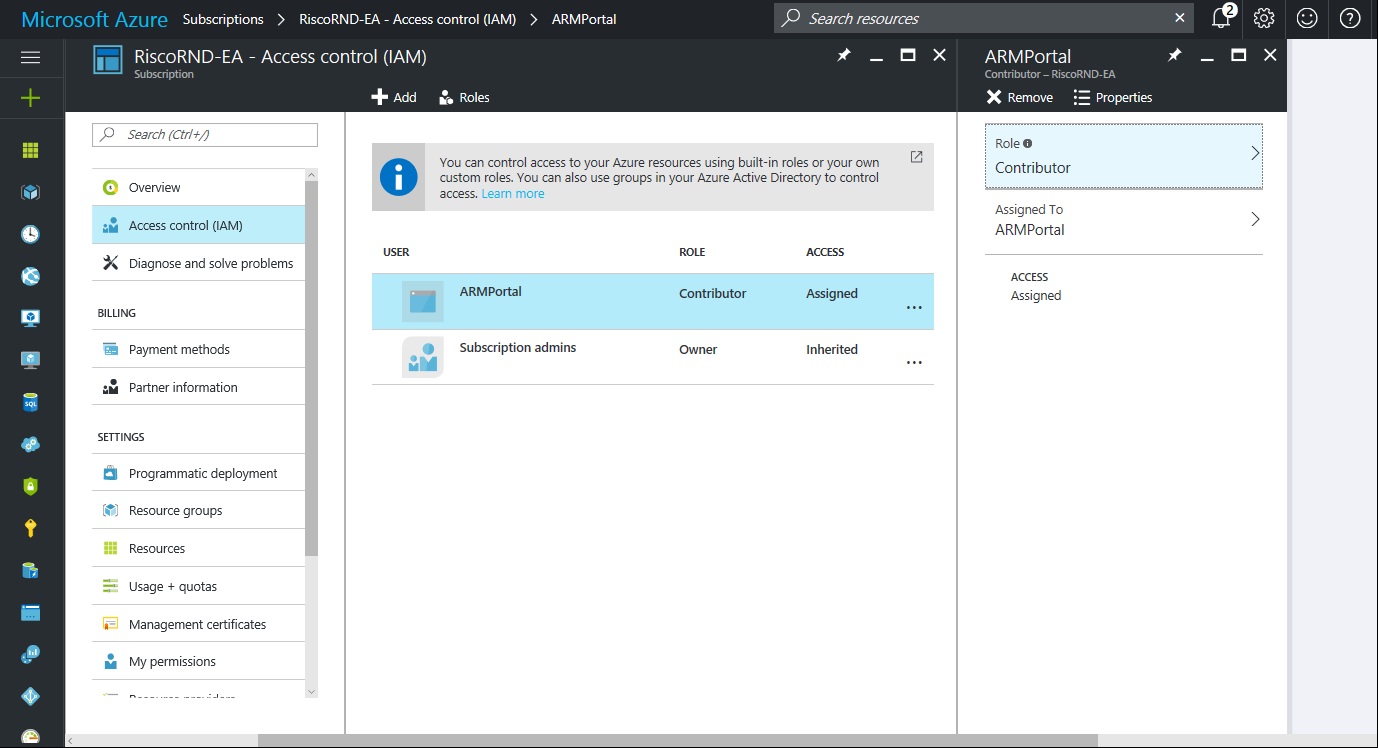 Microsoft Azure Subscriptions > RiscoRND-EA - Access control (IAM) > ARMPortal
Search resources
2
RiscoRND-EA - Access control (IAM)
Subscription
Add Roles
Search (Ctrl+/)
Overview
Access control (IAM)
Diagnose and solve problems
BILLING
Payment methods
Partner information
SETTINGS
Programmatic deployment
Resource groups
Resources
Usage + quotas
Management certificates
My permissions
Resource providers
SQL
You can control access to your Azure resources using built-in roles or your own
custom roles. You can also use groups in your Azure Active Directory to control
access. Learn more
USER ROLE ACCESS
ARMPortal Contributor Assigned
Subscription admins Owner Inherited
ARMPortal
Contributor – RiscoRND-EA
Remove Properties
Role
Contributor
Assigned To
ARMPortal
ACCESS
Assigned